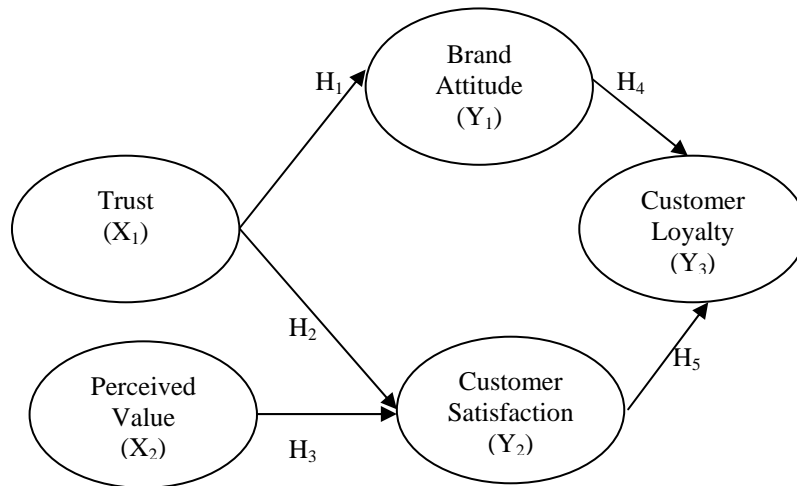 Brand
Attitude
(Y₁)
H₁
H₄
Trust
(X₁)
Customer
Loyalty
(Y₃)
H₂
Perceived
Value
(X₂)
H₃
Customer
Satisfaction
(Y₂)
H₅